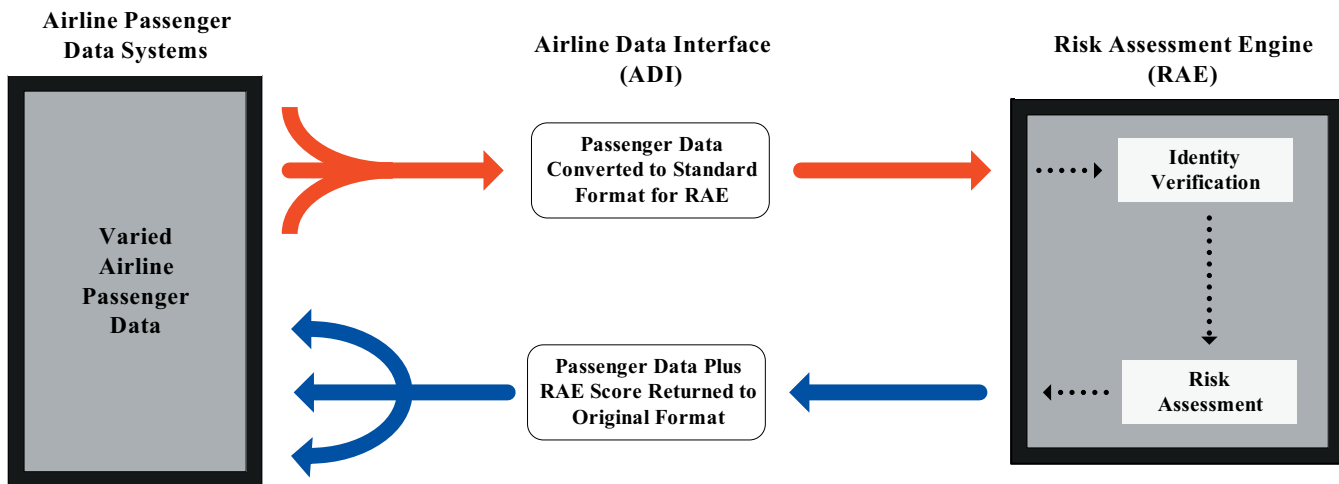 Airline Passenger
Data Systems
Airline Data Interface
(ADI)
Risk Assessment Engine
(RAE)
Varied
Airline
Passenger
Data
Passenger Data
Converted to Standard
Format for RAE
Identity
Verification
Passenger Data Plus
RAE Score Returned to
Original Format
Risk
Assessment